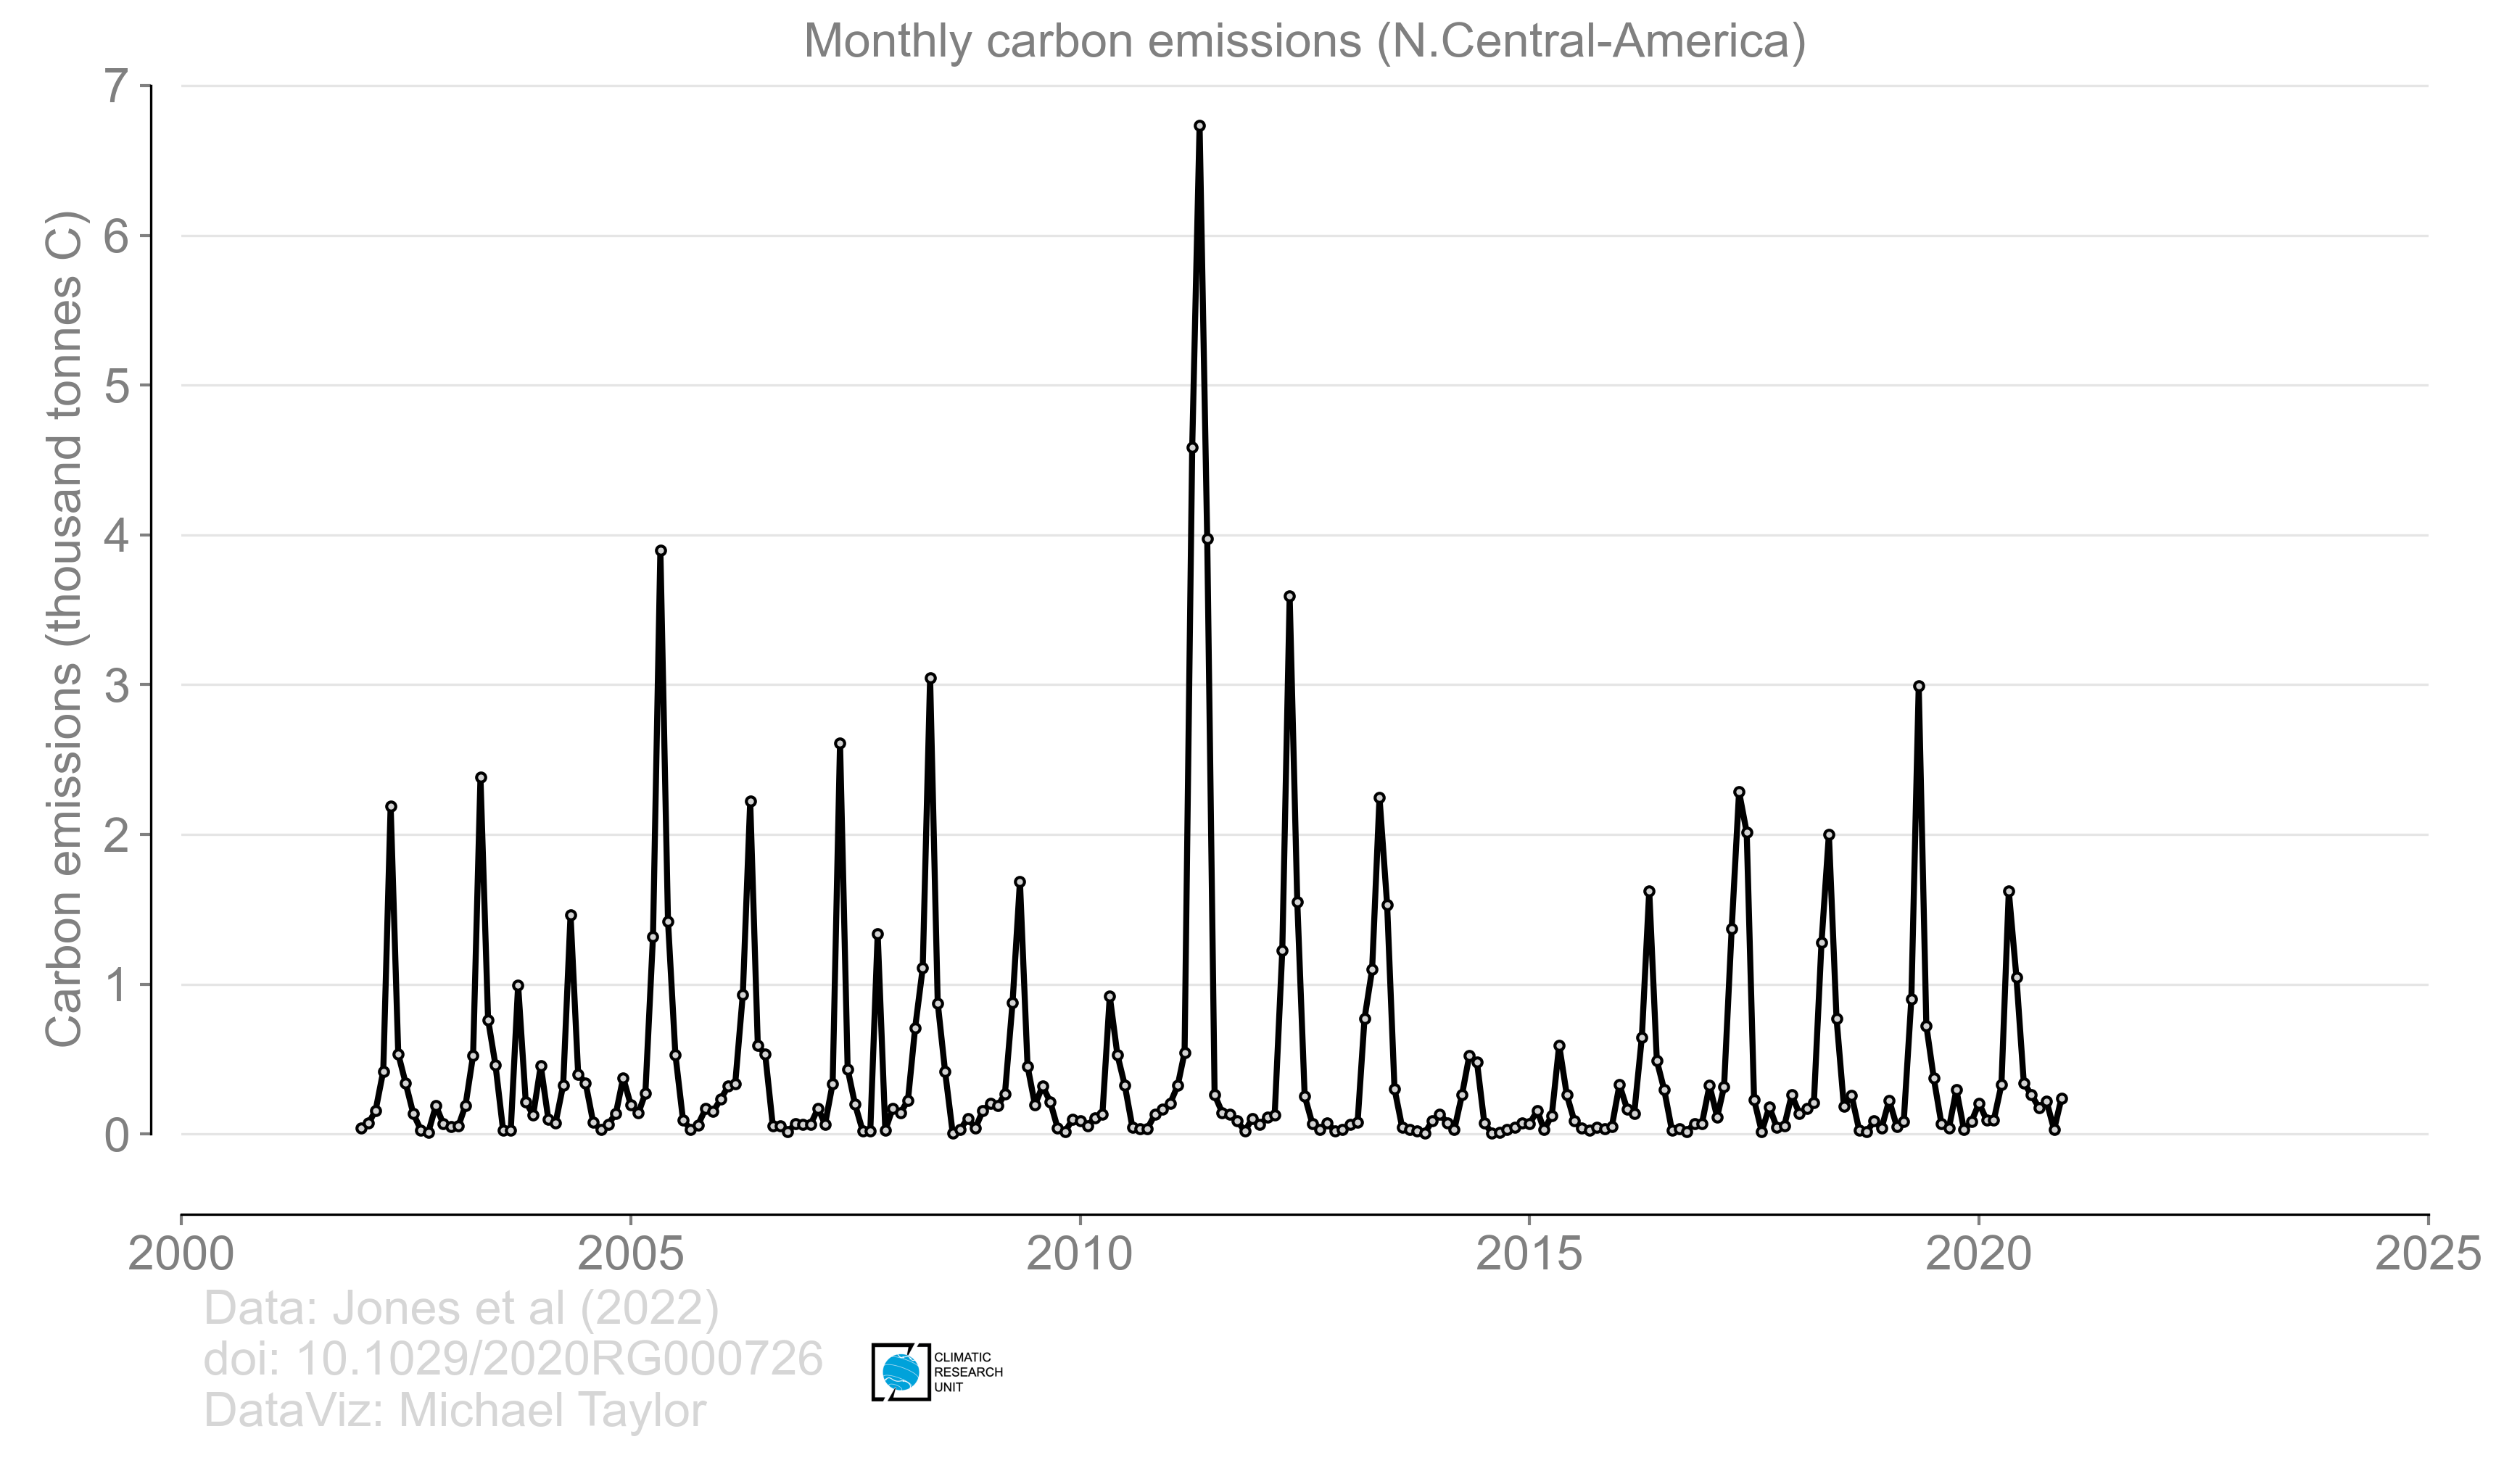 Monthly carbon emissions (N.Central-America)
Carbon emissions (thousand tonnes C)
7
6
5
4
3
2
1
0
2000 2005 2010 2015 2020 2025
Data: Jones et al (2022)
doi: 10.1029/2020RG000726
DataViz: Michael Taylor
CLIMATIC
RESEARCH
UNIT